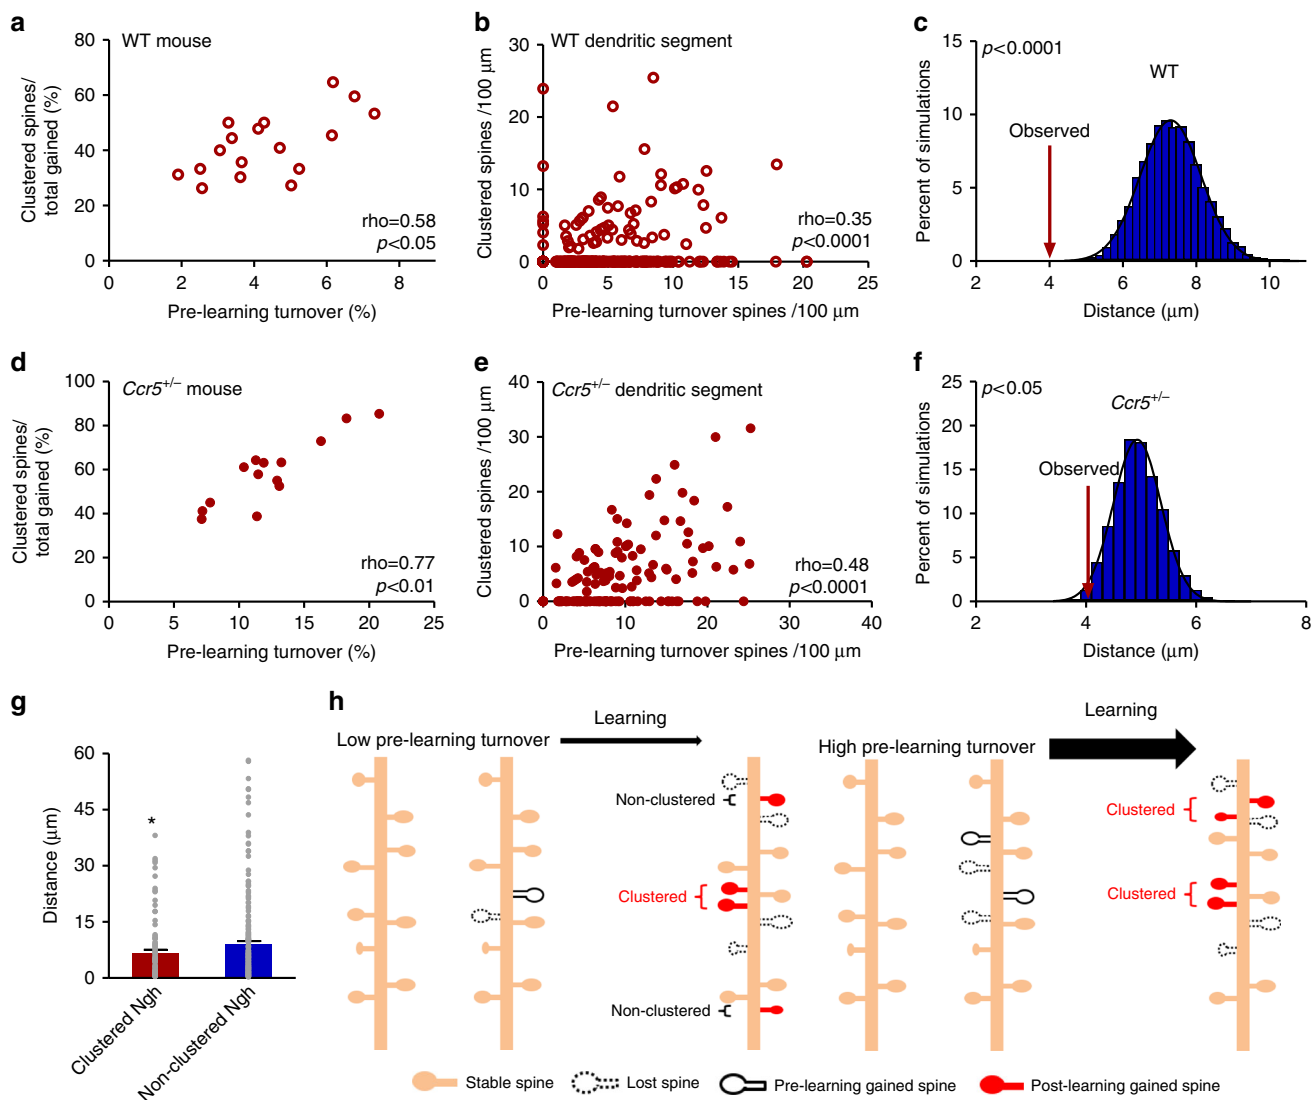 a
WT mouse
Clustered spines/
total gained (%)
80
60
40
20
0
0
2
4
6
8
rho=0.58
p<0.05
Pre-learning turnover (%)
b
WT dendritic segment
Clustered spines /100 μm
30
20
10
0
0
5
10
15
20
25
rho=0.35
p<0.0001
Pre-learning turnover spines /100 μm
c
p<0.0001
WT
Observed
Percent of simulations
15
10
5
0
2
4
6
8
10
Distance (μm)
d
Ccr5+/– mouse
Clustered spines/
total gained (%)
100
80
60
40
20
0
0
5
10
15
20
25
rho=0.77
p<0.01
Pre-learning turnover (%)
e
Ccr5+/– dendritic segment
Clustered spines /100 μm
40
30
20
10
0
0
10
20
30
40
rho=0.48
p<0.0001
Pre-learning turnover spines /100 μm
f
p<0.05
Ccr5+/–
Observed
Percent of simulations
25
20
15
10
5
0
2
4
6
8
Distance (μm)
g
Distance (μm)
60
45
30
15
0
*
Clustered Ngh
Non-clustered Ngh
h
Low pre-learning turnover
Learning
Non-clustered
Clustered
Non-clustered
High pre-learning turnover
Learning
Clustered
Clustered
Stable spine
Lost spine
Pre-learning gained spine
Post-learning gained spine